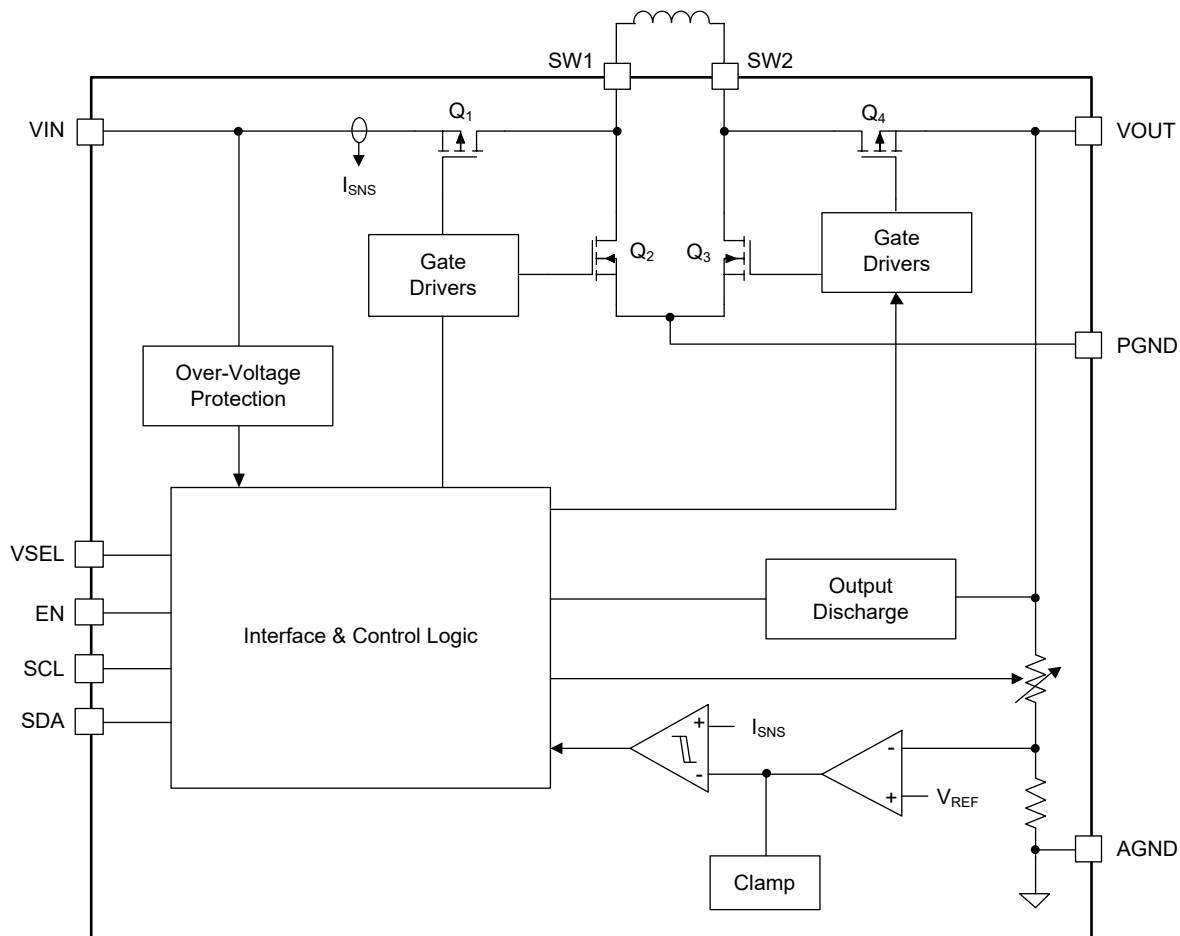 SW1
SW2
VIN
Q1
Q4
VOUT
ISNS
Gate
Drivers
Q2
Q3
Gate
Drivers
PGND
Over-Voltage
Protection
VSEL
EN
SCL
SDA
Interface & Control Logic
Output
Discharge
+
ISNS
-
-
+
VREF
Clamp
AGND